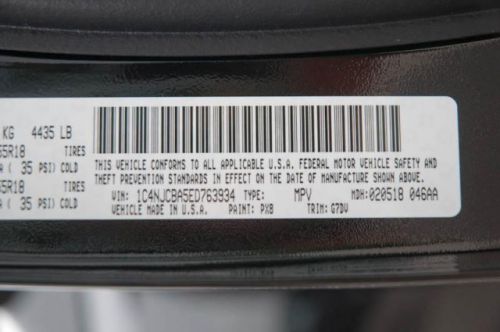 KG 4435 LB
65R18 TIRES
A ( 35 PSI) COLD
65R18 TIRES
A ( 35 PSI) COLD
THIS VEHICLE CONFORMS TO ALL APPLICABLE U.S.A. FEDERAL MOTOR VEHICLE SAFETY AND
THEFT PREVENTION STANDARDS IN EFFECT ON THE DATE OF MANUFACTURE SHOWN ABOVE.
VIN: 1C4NJCBA5ED763934 TYPE: MPV MDH:020518 046AA
VEHICLE MADE IN U.S.A. PAINT: PX8 TRIM: G7DV